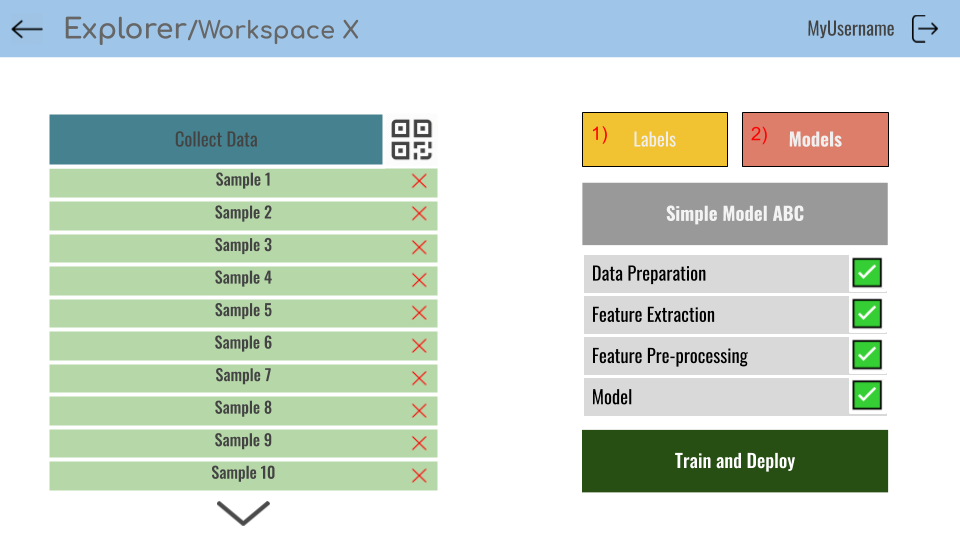 Explorer/Workspace X
MyUsername
Collect Data
Sample 1
Sample 2
Sample 3
Sample 4
Sample 5
Sample 6
Sample 7
Sample 8
Sample 9
Sample 10
1) Labels
2) Models
Simple Model ABC
Data Preparation
Feature Extraction
Feature Pre-processing
Model
Train and Deploy